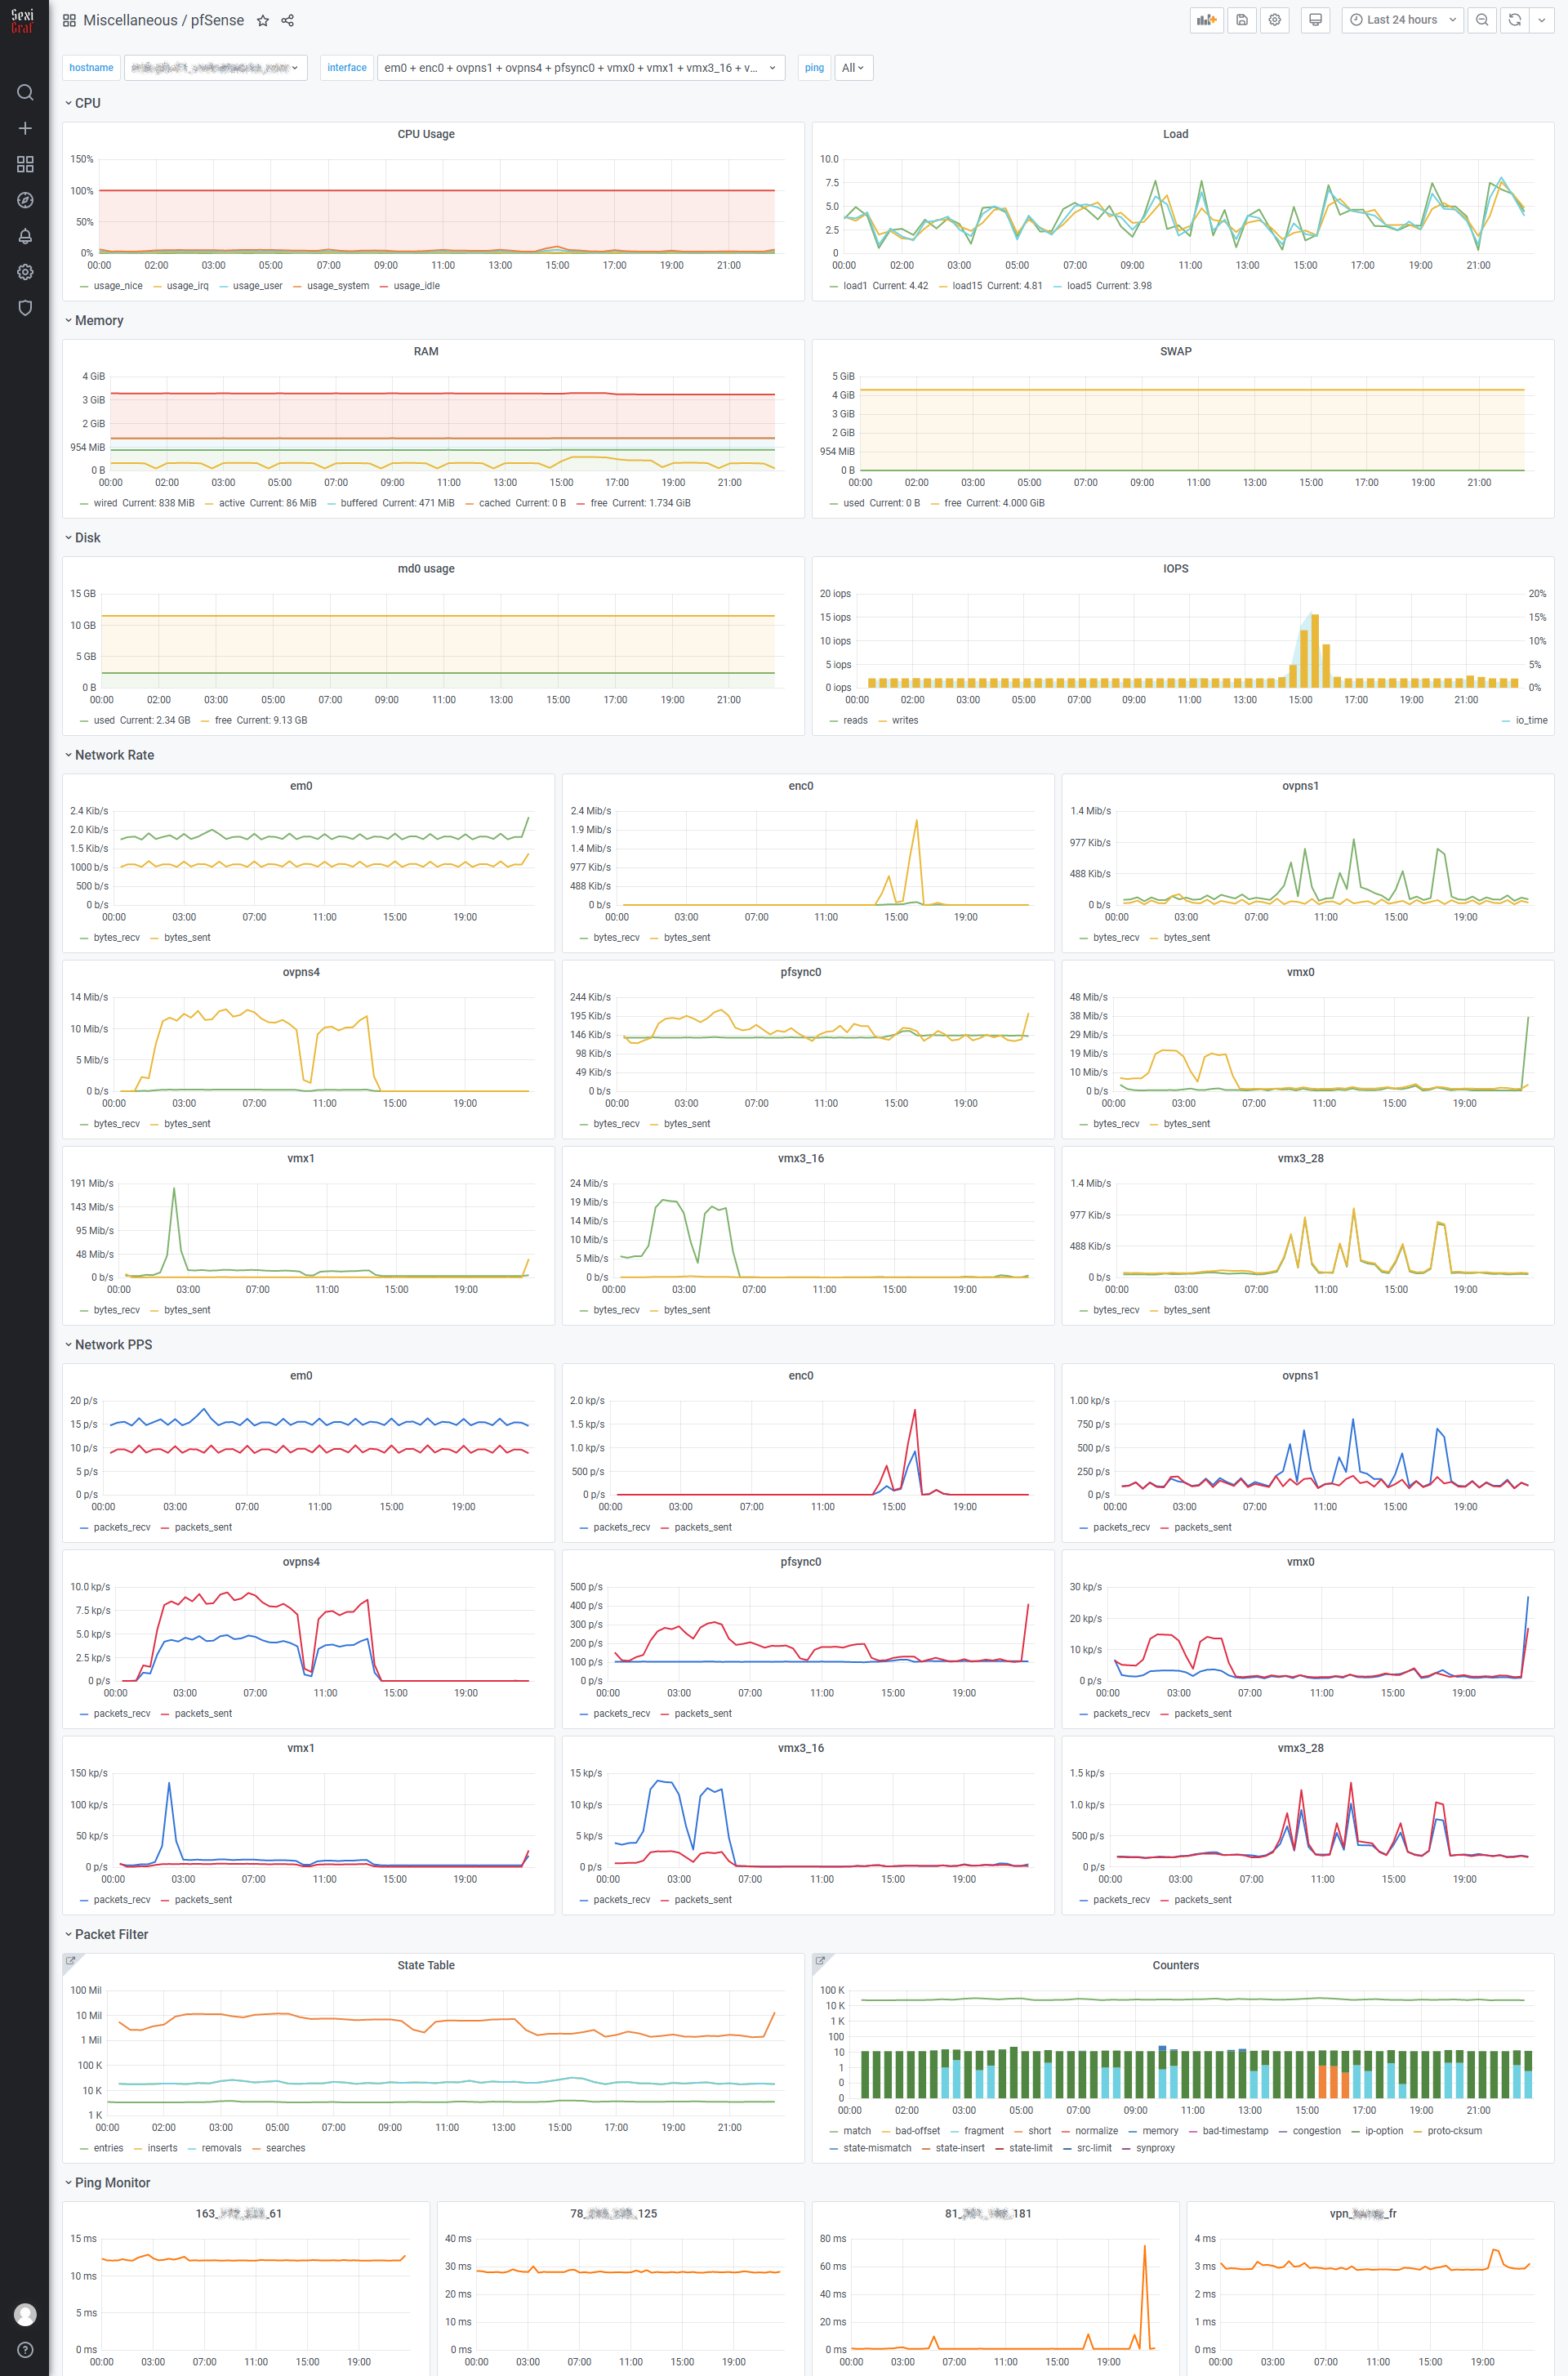 Sexi
Graf
Miscellaneous / pfSense
Last 24 hours
hostname
interface em0 + enc0 + ovpns1 + ovpns4 + pfsync0 + vmx0 + vmx1 + vmx3_16 + v...
ping All
CPU
CPU Usage
150%
100%
50%
0%
00:00 02:00 03:00 05:00 07:00 09:00 11:00 13:00 15:00 17:00 19:00 21:00
usage_nice usage_irq usage_user usage_system usage_idle
Load
10.0
7.5
5.0
2.5
0
00:00 02:00 03:00 05:00 07:00 09:00 11:00 13:00 15:00 17:00 19:00 21:00
load1 Current: 4.42 load15 Current: 4.81 load5 Current: 3.98
Memory
RAM
4 GiB
3 GiB
2 GiB
954 MiB
0 B
00:00 02:00 03:00 05:00 07:00 09:00 11:00 13:00 15:00 17:00 19:00 21:00
wired Current: 838 MiB active Current: 86 MiB buffered Current: 471 MiB cached Current: 0 B free Current: 1.734 GiB
SWAP
5 GiB
4 GiB
3 GiB
2 GiB
954 MiB
0 B
00:00 02:00 03:00 05:00 07:00 09:00 11:00 13:00 15:00 17:00 19:00 21:00
used Current: 0 B free Current: 4.000 GiB
Disk
md0 usage
15 GB
10 GB
5 GB
0 B
00:00 02:00 03:00 05:00 07:00 09:00 11:00 13:00 15:00 17:00 19:00 21:00
used Current: 2.34 GB free Current: 9.13 GB
IOPS
20 iops 20%
15 iops 15%
10 iops 10%
5 iops 5%
0 iops 0%
00:00 02:00 03:00 05:00 07:00 09:00 11:00 13:00 15:00 17:00 19:00 21:00
reads writes io_time
Network Rate
em0
2.4 Kib/s
2.0 Kib/s
1.5 Kib/s
1000 b/s
500 b/s
0 b/s
00:00 03:00 07:00 11:00 15:00 19:00
bytes_recv bytes_sent
enc0
2.4 Mib/s
1.9 Mib/s
1.4 Mib/s
977 Kib/s
488 Kib/s
0 b/s
00:00 03:00 07:00 11:00 15:00 19:00
bytes_recv bytes_sent
ovpns1
1.4 Mib/s
977 Kib/s
488 Kib/s
0 b/s
00:00 03:00 07:00 11:00 15:00 19:00
bytes_recv bytes_sent
ovpns4
14 Mib/s
10 Mib/s
5 Mib/s
0 b/s
00:00 03:00 07:00 11:00 15:00 19:00
bytes_recv bytes_sent
pfsync0
244 Kib/s
195 Kib/s
146 Kib/s
98 Kib/s
49 Kib/s
0 b/s
00:00 03:00 07:00 11:00 15:00 19:00
bytes_recv bytes_sent
vmx0
48 Mib/s
38 Mib/s
29 Mib/s
19 Mib/s
10 Mib/s
0 b/s
00:00 03:00 07:00 11:00 15:00 19:00
bytes_recv bytes_sent
vmx1
191 Mib/s
143 Mib/s
95 Mib/s
48 Mib/s
0 b/s
00:00 03:00 07:00 11:00 15:00 19:00
bytes_recv bytes_sent
vmx3_16
24 Mib/s
19 Mib/s
14 Mib/s
10 Mib/s
5 Mib/s
0 b/s
00:00 03:00 07:00 11:00 15:00 19:00
bytes_recv bytes_sent
vmx3_28
1.4 Mib/s
977 Kib/s
488 Kib/s
0 b/s
00:00 03:00 07:00 11:00 15:00 19:00
bytes_recv bytes_sent
Network PPS
em0
20 p/s
15 p/s
10 p/s
5 p/s
0 p/s
00:00 03:00 07:00 11:00 15:00 19:00
packets_recv packets_sent
enc0
2.0 kp/s
1.5 kp/s
1.0 kp/s
500 p/s
0 p/s
00:00 03:00 07:00 11:00 15:00 19:00
packets_recv packets_sent
ovpns1
1.00 kp/s
750 p/s
500 p/s
250 p/s
0 p/s
00:00 03:00 07:00 11:00 15:00 19:00
packets_recv packets_sent
ovpns4
10.0 kp/s
7.5 kp/s
5.0 kp/s
2.5 kp/s
0 p/s
00:00 03:00 07:00 11:00 15:00 19:00
packets_recv packets_sent
pfsync0
500 p/s
400 p/s
300 p/s
200 p/s
100 p/s
0 p/s
00:00 03:00 07:00 11:00 15:00 19:00
packets_recv packets_sent
vmx0
30 kp/s
20 kp/s
10 kp/s
0 p/s
00:00 03:00 07:00 11:00 15:00 19:00
packets_recv packets_sent
vmx1
150 kp/s
100 kp/s
50 kp/s
0 p/s
00:00 03:00 07:00 11:00 15:00 19:00
packets_recv packets_sent
vmx3_16
15 kp/s
10 kp/s
5 kp/s
0 p/s
00:00 03:00 07:00 11:00 15:00 19:00
packets_recv packets_sent
vmx3_28
1.5 kp/s
1.0 kp/s
500 p/s
0 p/s
00:00 03:00 07:00 11:00 15:00 19:00
packets_recv packets_sent
Packet Filter
State Table
100 Mil
10 Mil
1 Mil
100 K
10 K
1 K
00:00 02:00 03:00 05:00 07:00 09:00 11:00 13:00 15:00 17:00 19:00 21:00
entries inserts removals searches
Counters
100 K
10 K
1 K
100
10
1
0
0
00:00 02:00 03:00 05:00 07:00 09:00 11:00 13:00 15:00 17:00 19:00 21:00
match bad-offset fragment short normalize memory bad-timestamp congestion ip-option proto-cksum
state-mismatch state-insert state-limit src-limit synproxy
Ping Monitor
163_ _61
15 ms
10 ms
5 ms
0 ms
00:00 03:00 07:00 11:00 15:00 19:00
78_ _125
40 ms
30 ms
20 ms
10 ms
0 ms
00:00 03:00 07:00 11:00 15:00 19:00
81_ _181
80 ms
60 ms
40 ms
20 ms
0 ms
00:00 03:00 07:00 11:00 15:00 19:00
vpn_ _fr
4 ms
3 ms
2 ms
1 ms
0 ms
00:00 03:00 07:00 11:00 15:00 19:00